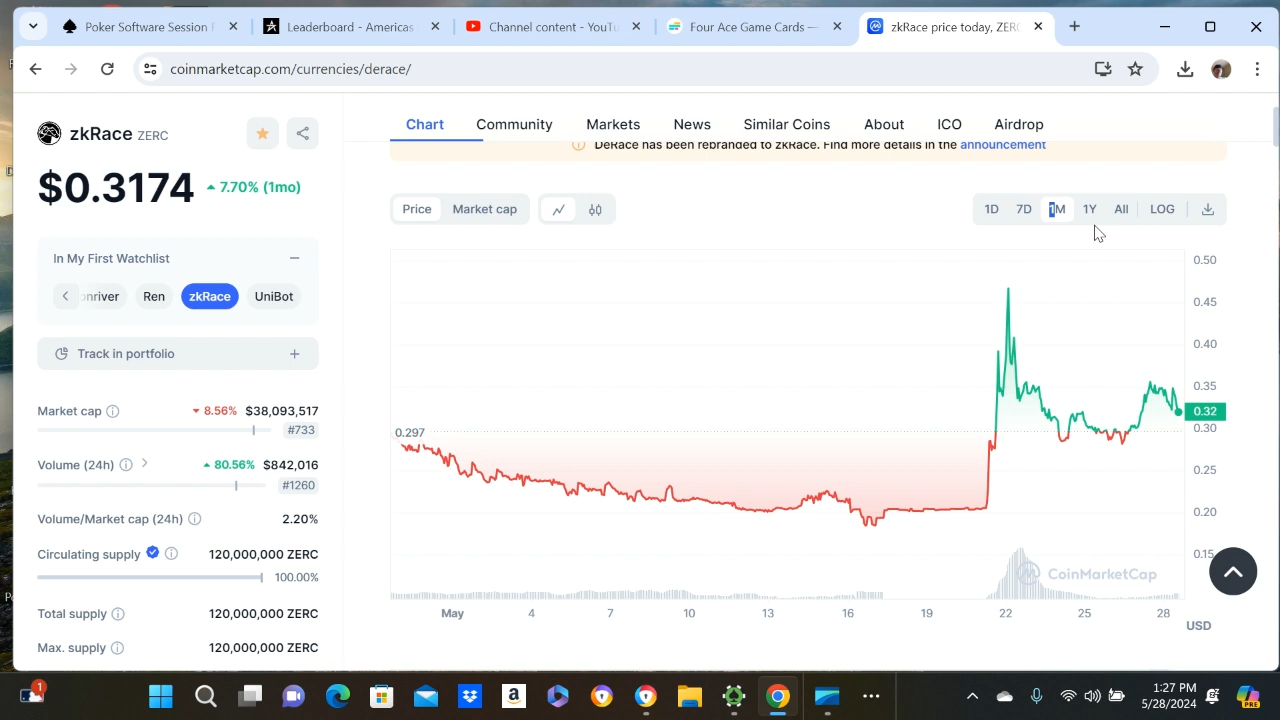 Poker Software Session
Leaderboard - Americas
Channel content - YouTu
Four Ace Game Cards —
zkRace price today, ZERC
coinmarketcap.com/currencies/derace/
zkRace ZERC
$0.3174 7.70% (1mo)
In My First Watchlist
onriver Ren zkRace UniBot
Track in portfolio
Market cap 8.56% $38,093,517
#733
Volume (24h) 80.56% $842,016
#1260
Volume/Market cap (24h) 2.20%
Circulating supply 120,000,000 ZERC
100.00%
Total supply 120,000,000 ZERC
Max. supply 120,000,000 ZERC
Chart Community Markets News Similar Coins About ICO Airdrop
DeRace has been rebranded to zkRace. Find more details in the announcement
Price Market cap 1D 7D 1M 1Y All LOG
0.50
0.45
0.40
0.35
0.32
0.30
0.297
0.25
0.20
0.15
CoinMarketCap
May 4 7 10 13 16 19 22 25 28
USD
1
a
1:27 PM
5/28/2024
PRE